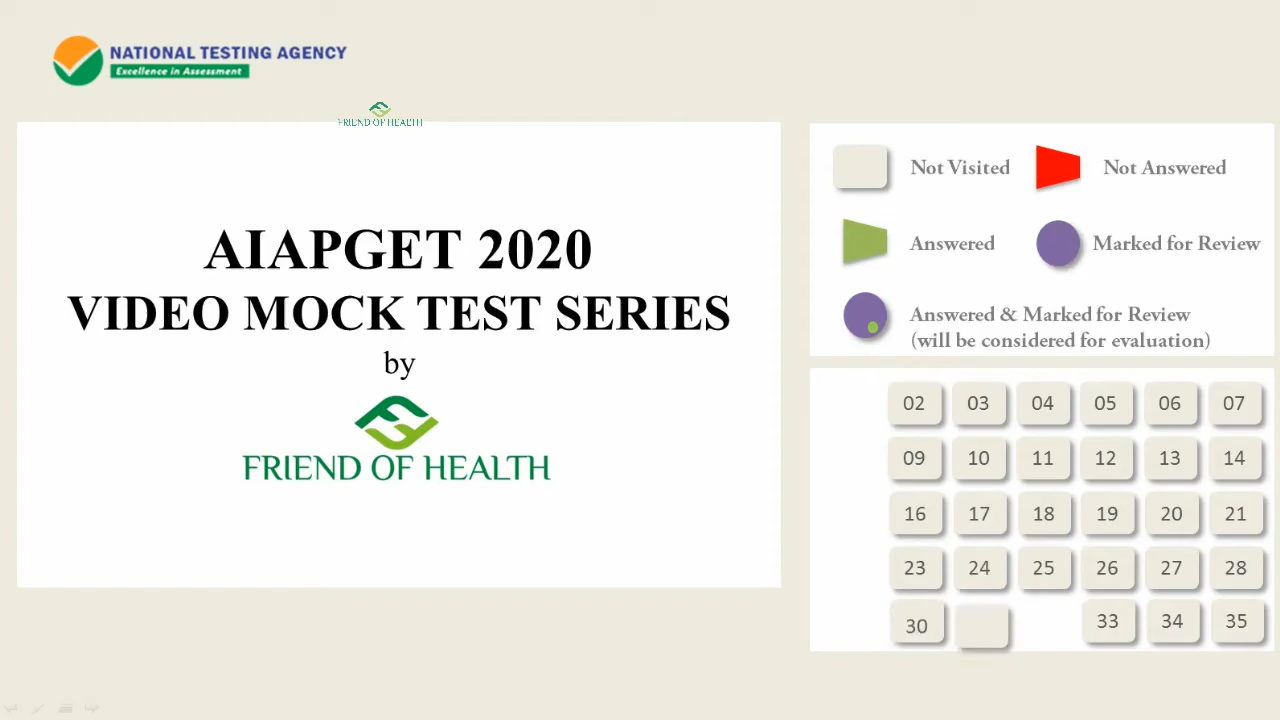 NATIONAL TESTING AGENCY
Excellence in Assessment
FRIEND OF HEALTH
AIAPGET 2020
VIDEO MOCK TEST SERIES
by
FRIEND OF HEALTH
Not Visited
Not Answered
Answered
Marked for Review
Answered & Marked for Review
(will be considered for evaluation)
02 03 04 05 06 07
09 10 11 12 13 14
16 17 18 19 20 21
23 24 25 26 27 28
30 33 34 35